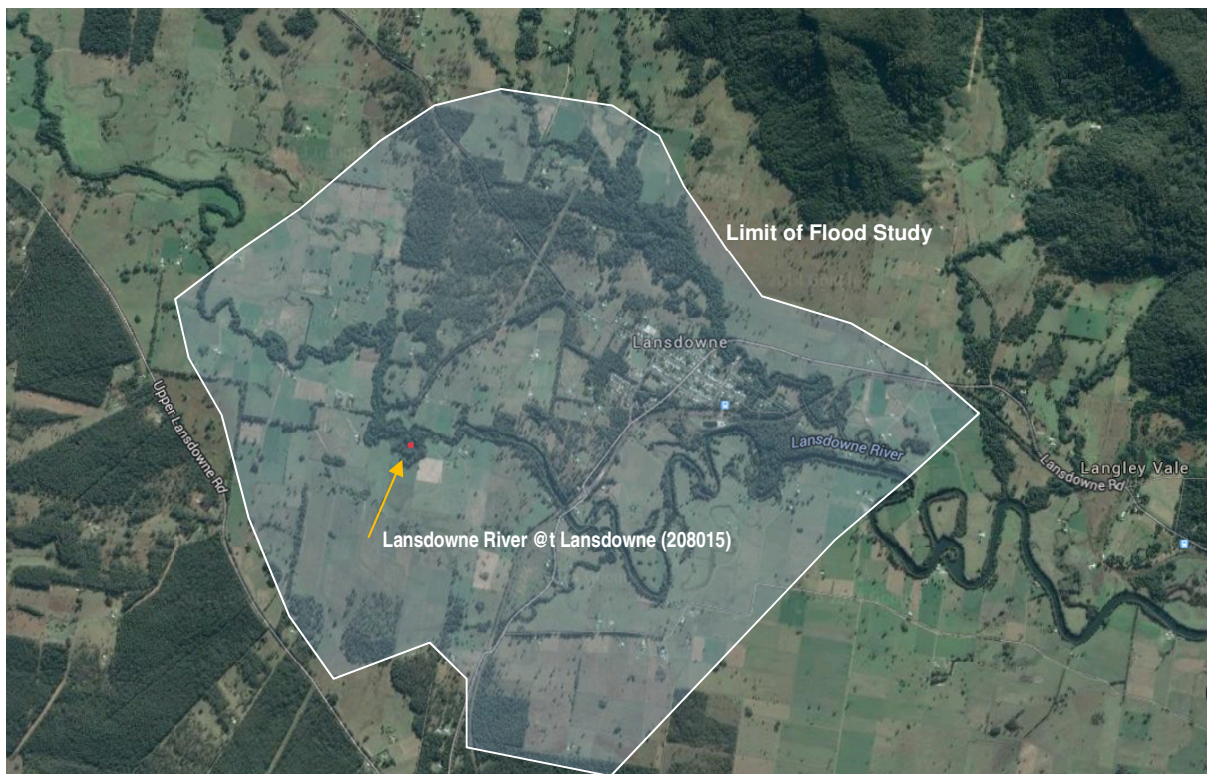 Limit of Flood Study
Lansdowne
Upper Lansdowne Rd
Lansdowne River
Langley Vale
Lansdowne Rd
Lansdowne River @t Lansdowne (208015)